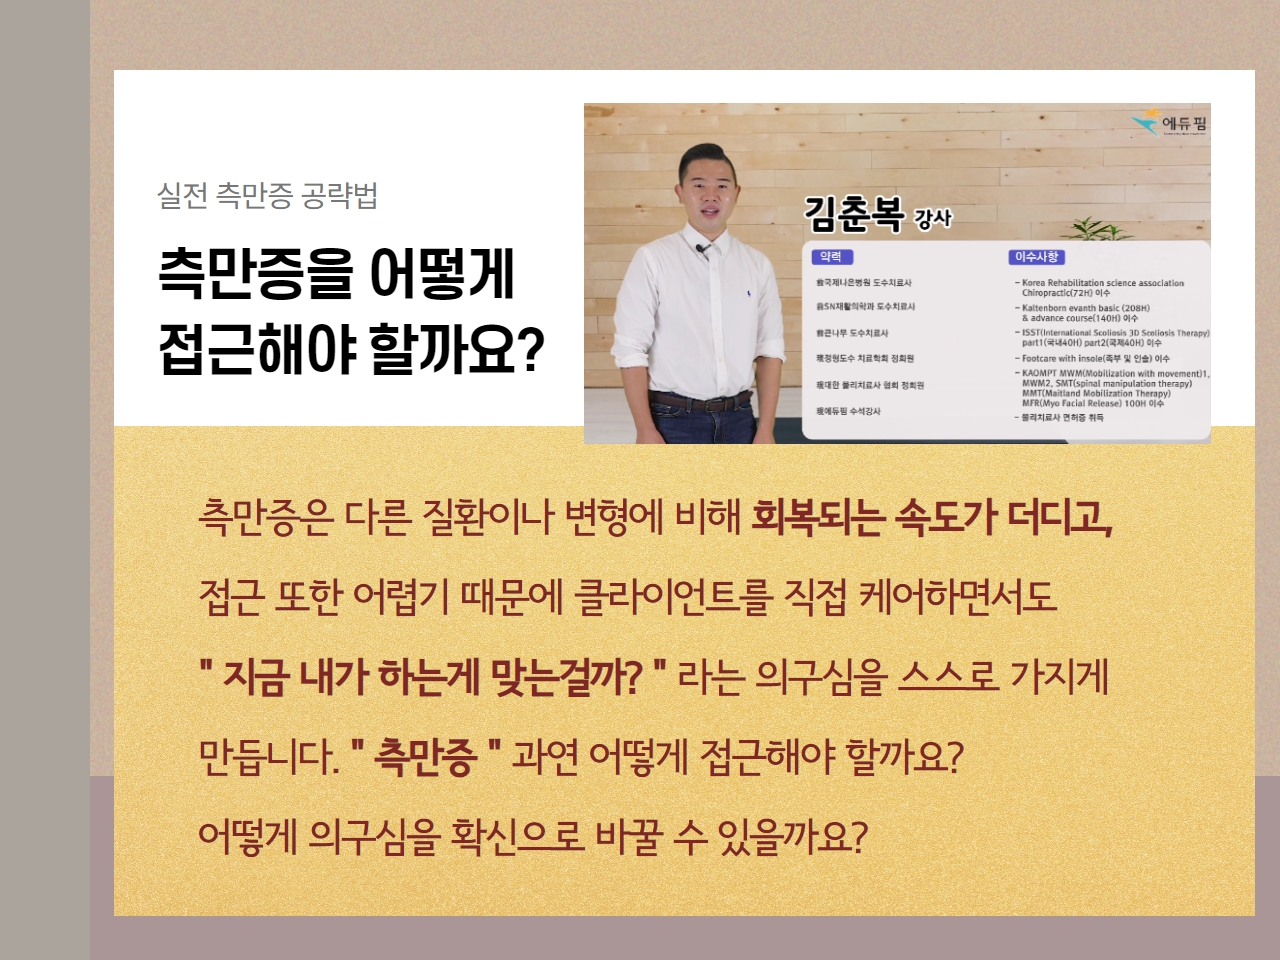 실전 측만증 공략법
측만증을 어떻게
접근해야 할까요?
에듀핌
김춘복 강사
약력
前국제나은병원 도수치료사
前SN재활의학과 도수치료사
前큰나무 도수치료사
現정형도수 치료학회 정회원
現대한 물리치료사 협회 정회원
現에듀핌 수석강사
이수사항
- Korea Rehabilitation science association
Chiropractic(72H) 이수
- Kaltenborn evanth basic (208H)
& advance course(140H) 이수
- ISST(International Scoliosis 3D Scoliosis Therapy)
part1(국내40H) part2(국제40H) 이수
- Footcare with insole(족부 및 인솔) 이수
- KAOMPT MWM(Mobilization with movement)1,
MWM2, SMT(spinal manipulation therapy)
MMT(Maitland Mobilization Therapy)
MFR(Myo Facial Release) 100H 이수
- 물리치료사 면허증 취득
측만증은 다른 질환이나 변형에 비해 회복되는 속도가 더디고,
접근 또한 어렵기 때문에 클라이언트를 직접 케어하면서도
" 지금 내가 하는게 맞는걸까? " 라는 의구심을 스스로 가지게
만듭니다. " 측만증 " 과연 어떻게 접근해야 할까요?
어떻게 의구심을 확신으로 바꿀 수 있을까요?